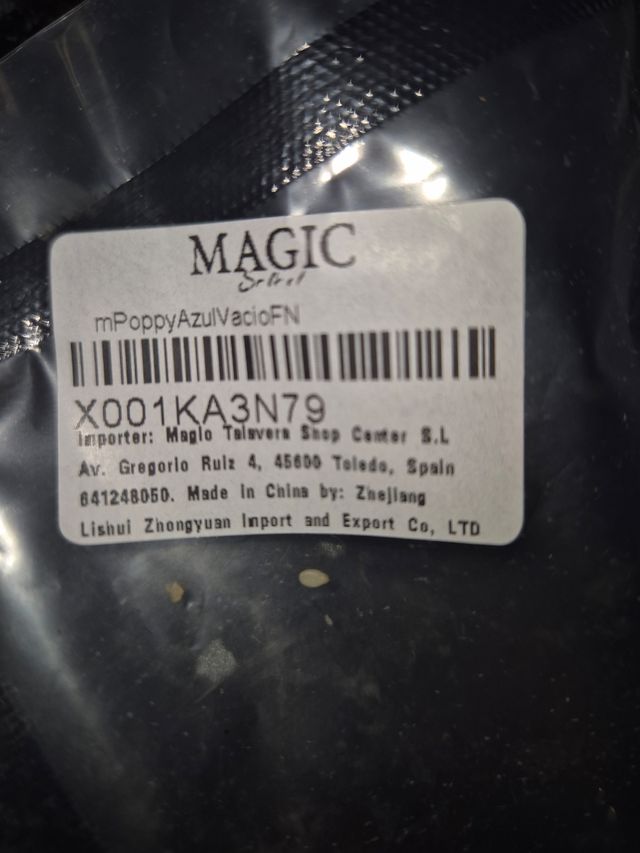 MAGIC
Select
mPoppyAzulVacioFN
X001KA3N79
Importer: Magic Talavera Shop Center S.L
Av. Gregorio Ruiz 4, 45600 Toledo, Spain
641248050. Made in China by: Zhejiang
Lishui Zhongyuan Import and Export Co, LTD